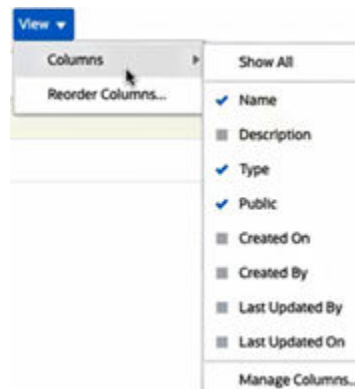 View
Columns
Reorder Columns...
Show All
Name
Description
Type
Public
Created On
Created By
Last Updated By
Last Updated On
Manage Columns..